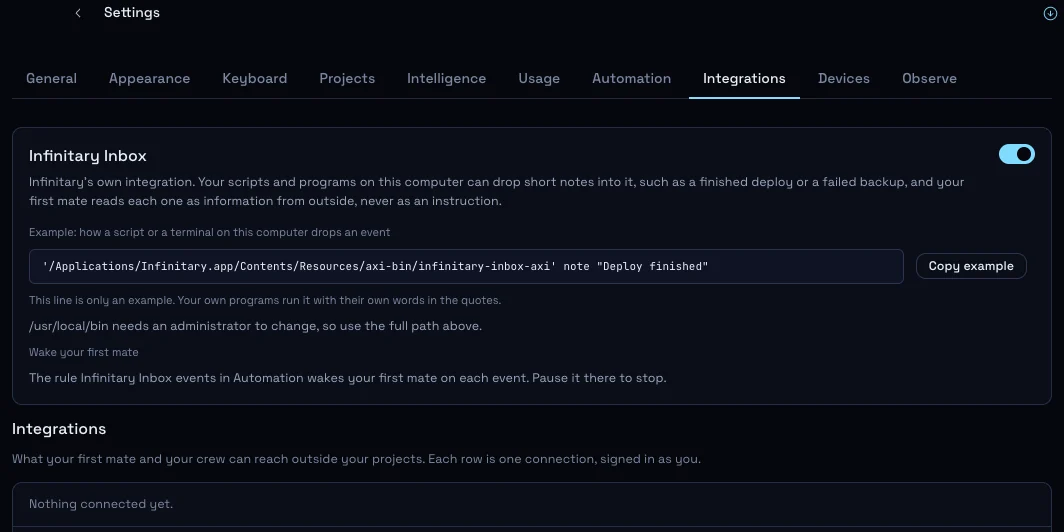 Settings
General Appearance Keyboard Projects Intelligence Usage Automation Integrations Devices Observe
Infinitary Inbox
Infinitary's own integration. Your scripts and programs on this computer can drop short notes into it, such as a finished deploy or a failed backup, and your
first mate reads each one as information from outside, never as an instruction.
Example: how a script or a terminal on this computer drops an event
'/Applications/Infinitary.app/Contents/Resources/axi-bin/infinitary-inbox-axi' note "Deploy finished"
Copy example
This line is only an example. Your own programs run it with their own words in the quotes.
/usr/local/bin needs an administrator to change, so use the full path above.
Wake your first mate
The rule Infinitary Inbox events in Automation wakes your first mate on each event. Pause it there to stop.
Integrations
What your first mate and your crew can reach outside your projects. Each row is one connection, signed in as you.
Nothing connected yet.